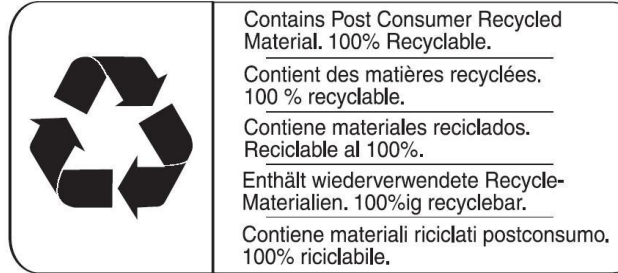 Contains Post Consumer Recycled
Material. 100% Recyclable.
Contient des matières recyclées.
100 % recyclable.
Contiene materiales reciclados.
Reciclable al 100%.
Enthält wiederverwendete Recycle-
Materialien. 100%ig recyclebar.
Contiene materiali riciclati postconsumo.
100% riciclabile.